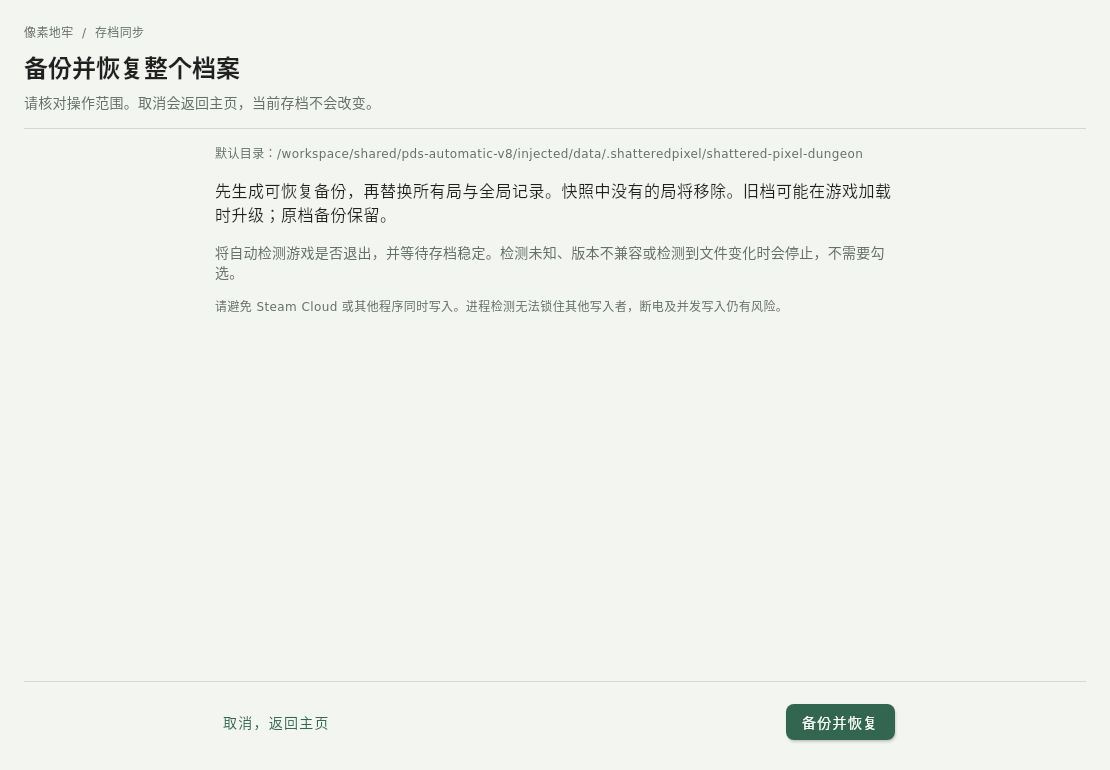 像素地牢 / 存档同步
备份并恢复整个档案
请核对操作范围。取消会返回主页，当前存档不会改变。
默认目录：/workspace/shared/pds-automatic-v8/injected/data/.shatteredpixel/shattered-pixel-dungeon
先生成可恢复备份，再替换所有局与全局记录。快照中没有的局将移除。旧档可能在游戏加载
时升级；原档备份保留。
将自动检测游戏是否退出，并等待存档稳定。检测未知、版本不兼容或检测到文件变化时会停止，不需要勾
选。
请避免 Steam Cloud 或其他程序同时写入。进程检测无法锁住其他写入者，断电及并发写入仍有风险。
取消，返回主页
备份并恢复